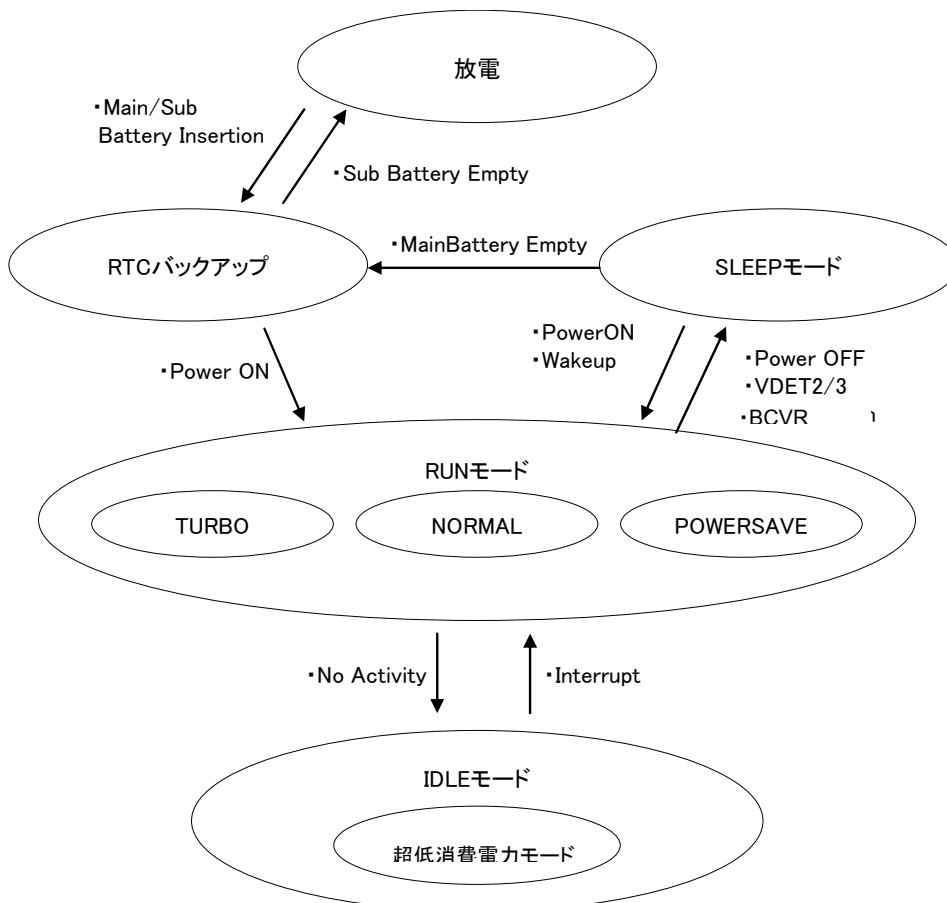 放電
・Main/Sub
Battery Insertion
・Sub Battery Empty
RTCバックアップ
・MainBattery Empty
SLEEPモード
・Power ON
・PowerON
・Wakeup
・Power OFF
・VDET2/3
・BCVR
RUNモード
TURBO
NORMAL
POWERSAVE
・No Activity
・Interrupt
IDLEモード
超低消費電力モード